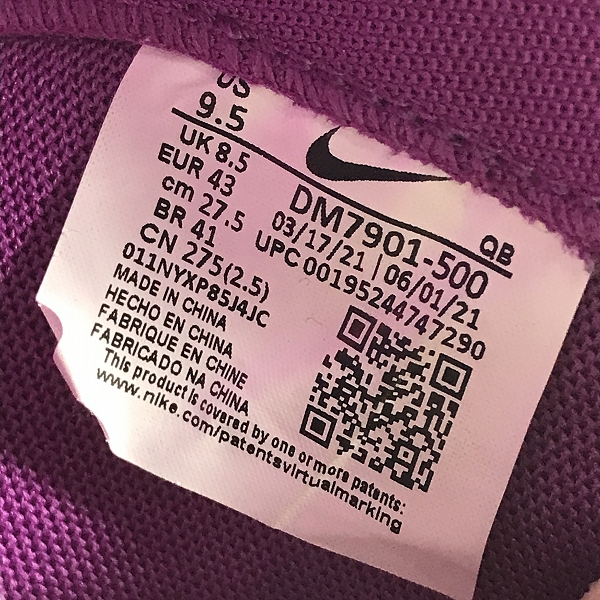 US
9.5
UK 8.5
EUR 43
cm 27.5
BR 41
CN 275(2.5)
011NYXP85J4JC
MADE IN CHINA
HECHO EN CHINA
FABRIQUE EN CHINE
FABRICADO NA CHINA
This product is covered by one or more patents:
www.nike.com/patentsvirtualmarking
QB
DM7901-500
03/17/21 | 06/01/21
UPC 00195244747290